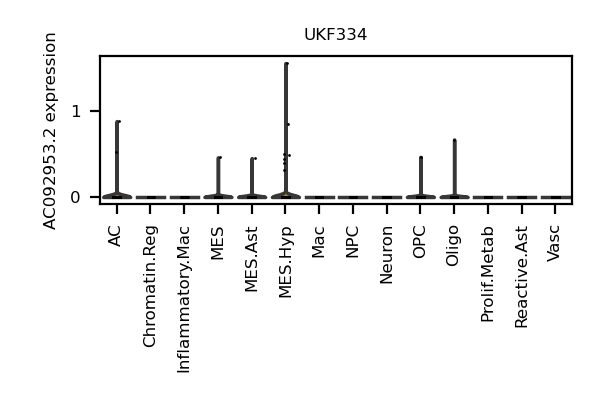 UKF334
AC092953.2 expression
1
0
AC
Chromatin.Reg
Inflammatory.Mac
MES
MES.Ast
MES.Hyp
Mac
NPC
Neuron
OPC
Oligo
Prolif.Metab
Reactive.Ast
Vasc